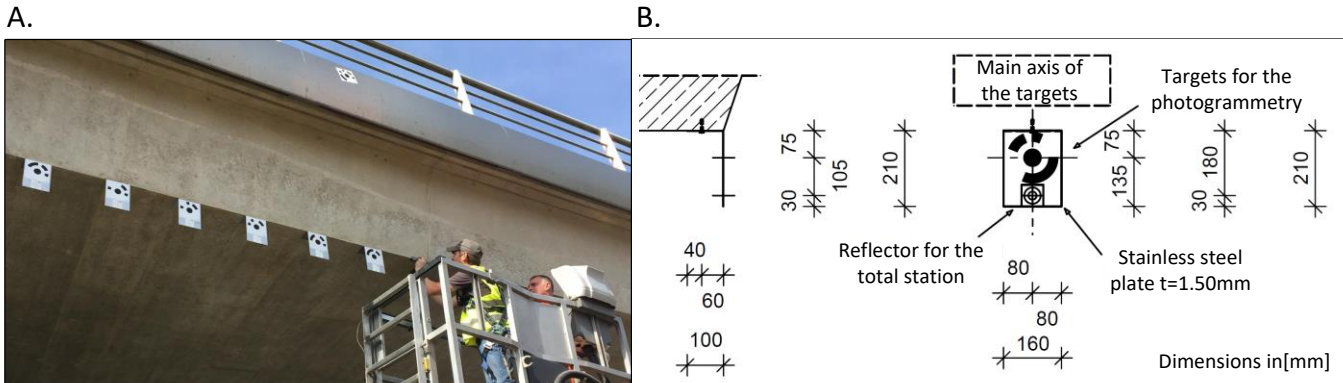 A.
B.
Main axis of
the targets
Targets for the
photogrammetry
75
105
30
210
75
135
180
30
210
Reflector for the
total station
Stainless steel
plate t=1.50mm
40
60
100
80
80
160
Dimensions in[mm]